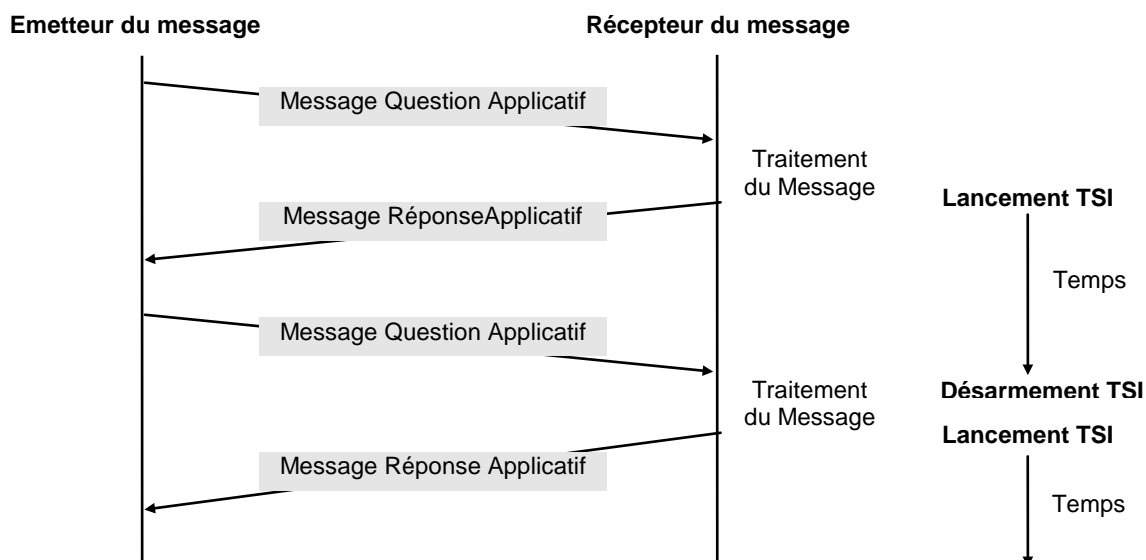 Emetteur du message
Récepteur du message
Message Question Applicatif
Traitement
du Message
Lancement TSI
Message RéponseApplicatif
Temps
Message Question Applicatif
Traitement
du Message
Désarmement TSI
Lancement TSI
Message Réponse Applicatif
Temps